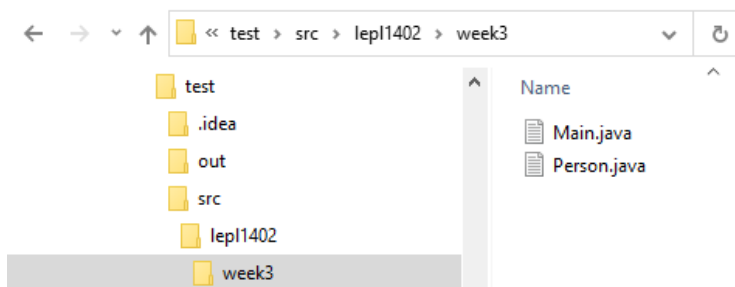 « test › src › lepl1402 › week3
test
.idea
out
src
lepl1402
week3
Name
Main.java
Person.java